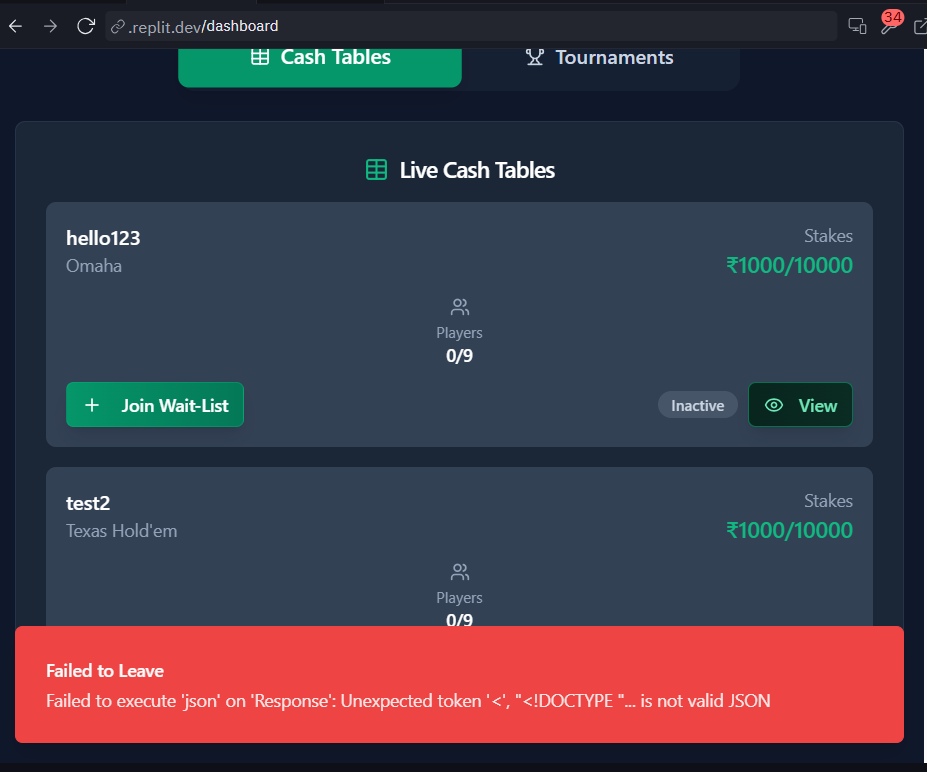 .replit.dev/dashboard
34
Cash Tables
Tournaments
Live Cash Tables
hello123
Stakes
Omaha
₹1000/10000
Players
0/9
+ Join Wait-List
Inactive
View
test2
Stakes
Texas Hold'em
₹1000/10000
Players
0/9
Failed to Leave
Failed to execute 'json' on 'Response': Unexpected token '<', "<!DOCTYPE "... is not valid JSON